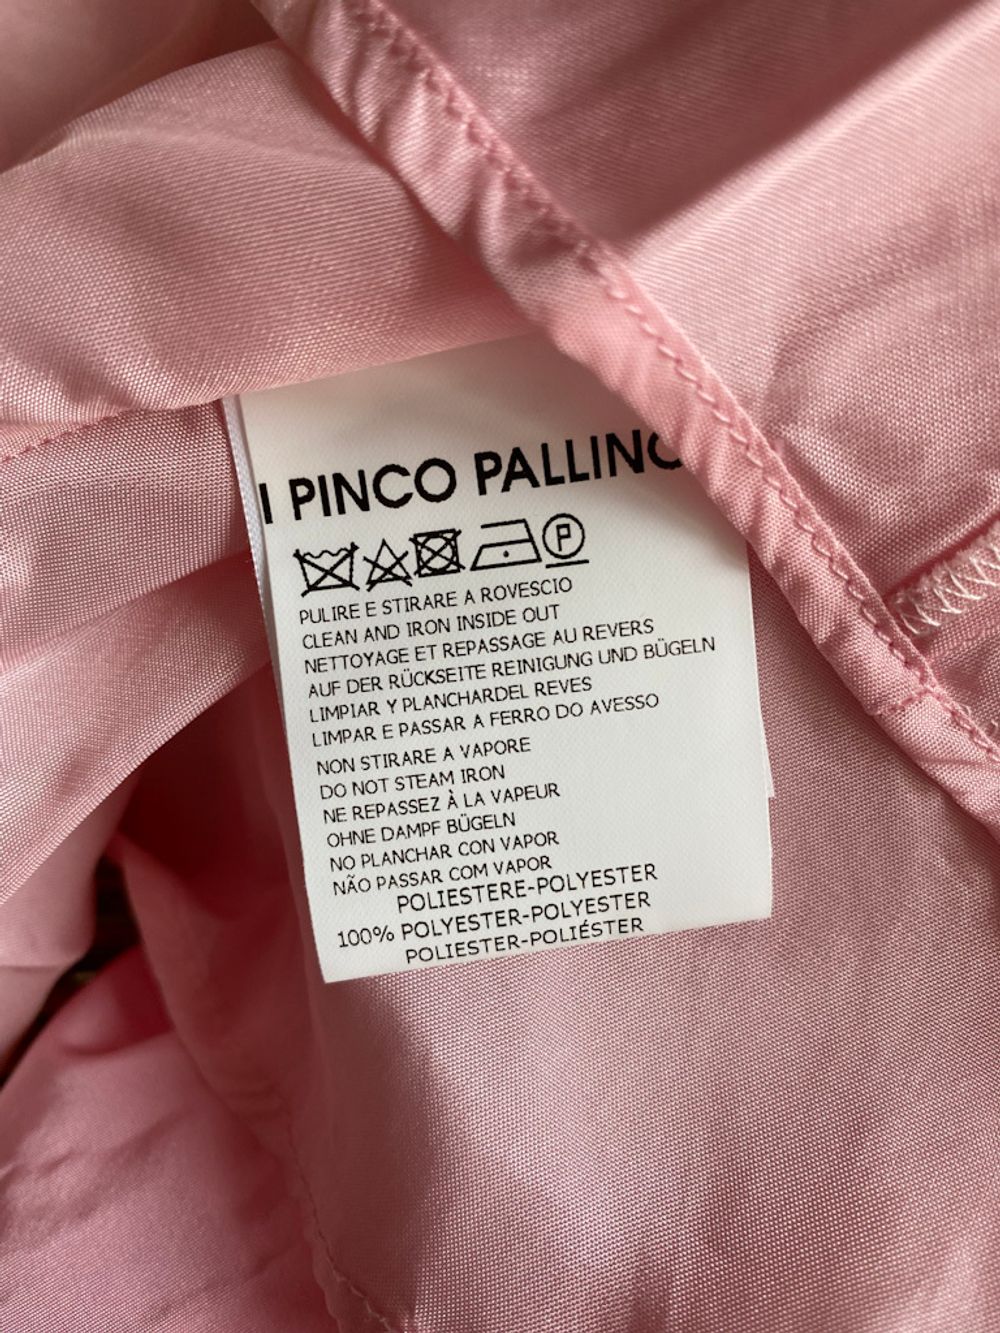 I PINCO PALLINO
P
PULIRE E STIRARE A ROVESCIO
CLEAN AND IRON INSIDE OUT
NETTOYAGE ET REPASSAGE AU REVERS
AUF DER RÜCKSEITE REINIGUNG UND BÜGELN
LIMPIAR Y PLANCHARDEL REVES
LIMPAR E PASSAR A FERRO DO AVESSO
NON STIRARE A VAPORE
DO NOT STEAM IRON
NE REPASSEZ À LA VAPEUR
OHNE DAMPF BÜGELN
NO PLANCHAR CON VAPOR
NÃO PASSAR COM VAPOR
POLIESTERE-POLYESTER
100% POLYESTER-POLYESTER
POLIESTER-POLIÉSTER